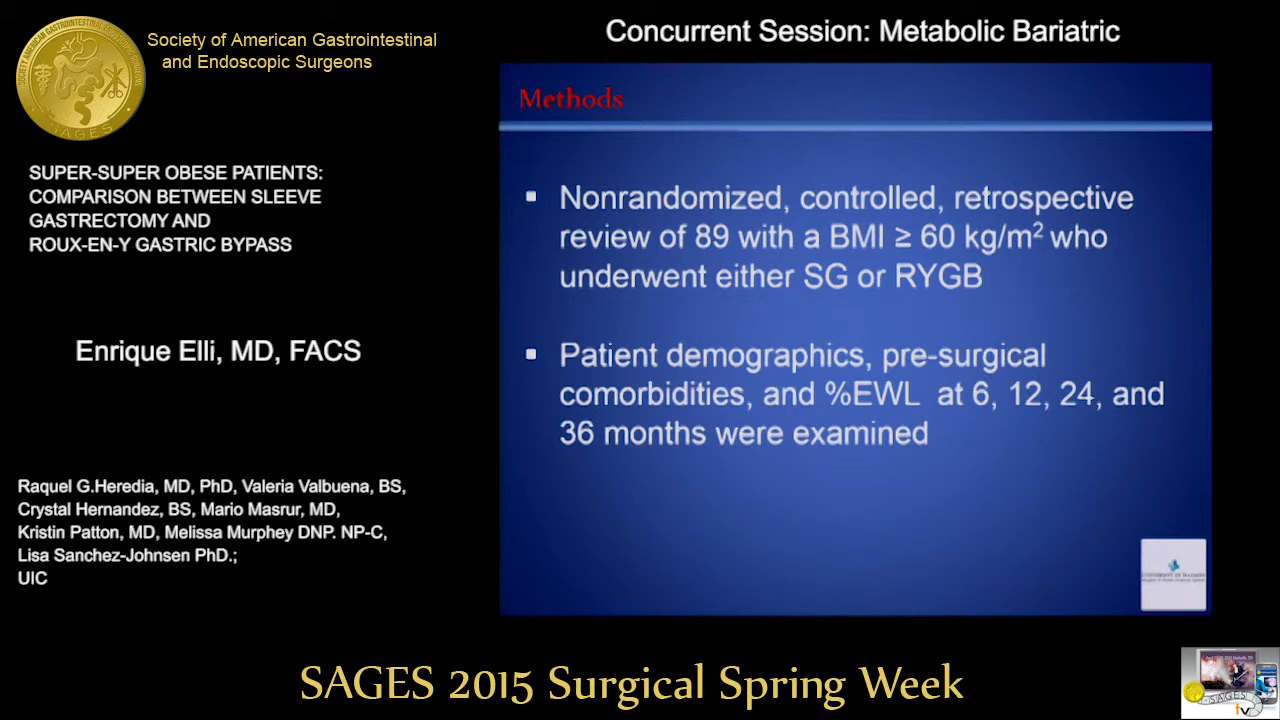 Society of American Gastrointestinal
and Endoscopic Surgeons
Concurrent Session: Metabolic Bariatric
SAGES
SUPER-SUPER OBESE PATIENTS:
COMPARISON BETWEEN SLEEVE
GASTRECTOMY AND
ROUX-EN-Y GASTRIC BYPASS
Enrique Elli, MD, FACS
Raquel G.Heredia, MD, PhD, Valeria Valbuena, BS,
Crystal Hernandez, BS, Mario Masrur, MD,
Kristin Patton, MD, Melissa Murphey DNP. NP-C,
Lisa Sanchez-Johnsen PhD.;
UIC
Methods
▪ Nonrandomized, controlled, retrospective
review of 89 with a BMI ≥ 60 kg/m² who
underwent either SG or RYGB
▪ Patient demographics, pre-surgical
comorbidities, and %EWL at 6, 12, 24, and
36 months were examined
SAGES 2015 Surgical Spring Week
SAGES
tv